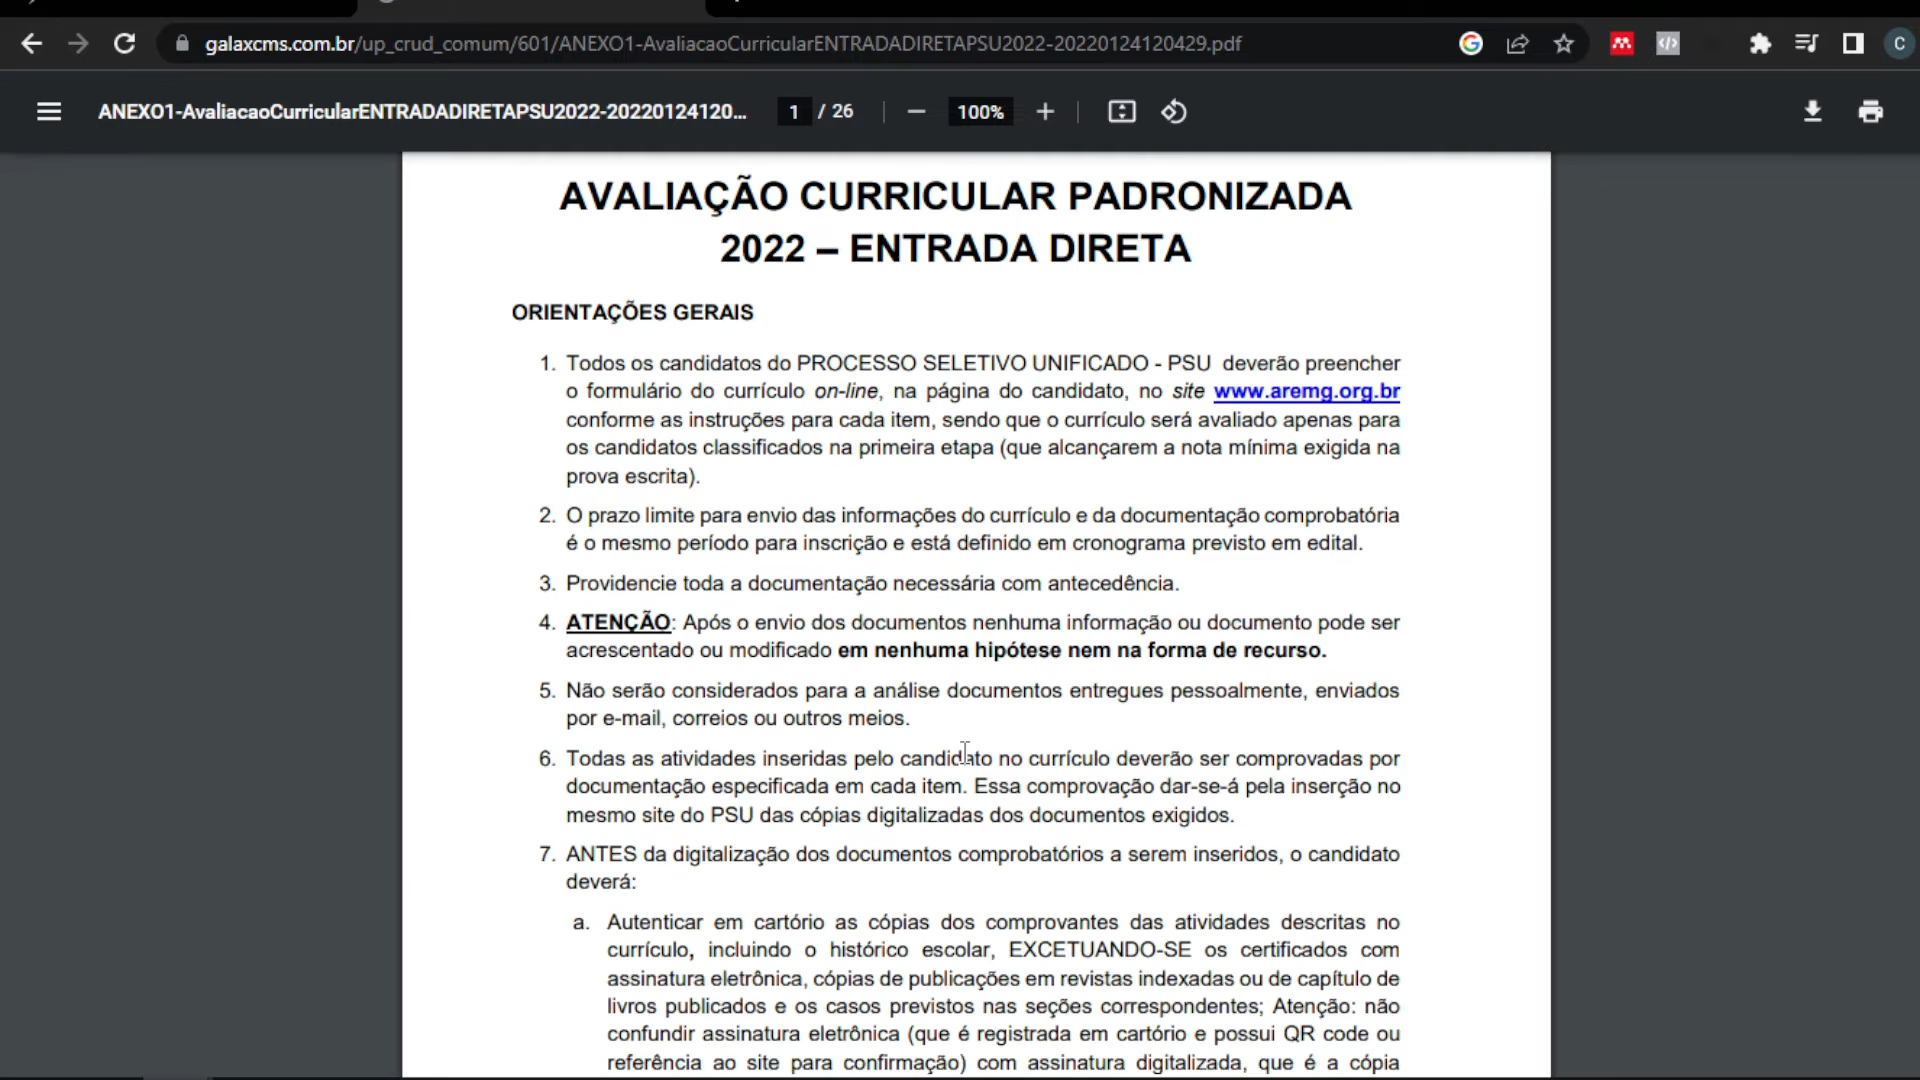 galaxcms.com.br/up_crud_comum/601/ANEXO1-AvaliacaoCurricularENTRADADIRETAPSU2022-20220124120429.pdf
C
ANEXO1-AvaliacaoCurricularENTRADADIRETAPSU2022-20220124120... 1 / 26 100%
AVALIAÇÃO CURRICULAR PADRONIZADA
2022 – ENTRADA DIRETA
ORIENTAÇÕES GERAIS
1. Todos os candidatos do PROCESSO SELETIVO UNIFICADO - PSU deverão preencher
o formulário do currículo on-line, na página do candidato, no site www.aremg.org.br
conforme as instruções para cada item, sendo que o currículo será avaliado apenas para
os candidatos classificados na primeira etapa (que alcançarem a nota mínima exigida na
prova escrita).
2. O prazo limite para envio das informações do currículo e da documentação comprobatória
é o mesmo período para inscrição e está definido em cronograma previsto em edital.
3. Providencie toda a documentação necessária com antecedência.
4. ATENÇÃO: Após o envio dos documentos nenhuma informação ou documento pode ser
acrescentado ou modificado em nenhuma hipótese nem na forma de recurso.
5. Não serão considerados para a análise documentos entregues pessoalmente, enviados
por e-mail, correios ou outros meios.
6. Todas as atividades inseridas pelo candidato no currículo deverão ser comprovadas por
documentação especificada em cada item. Essa comprovação dar-se-á pela inserção no
mesmo site do PSU das cópias digitalizadas dos documentos exigidos.
7. ANTES da digitalização dos documentos comprobatórios a serem inseridos, o candidato
deverá:
a. Autenticar em cartório as cópias dos comprovantes das atividades descritas no
currículo, incluindo o histórico escolar, EXCETUANDO-SE os certificados com
assinatura eletrônica, cópias de publicações em revistas indexadas ou de capítulo de
livros publicados e os casos previstos nas seções correspondentes; Atenção: não
confundir assinatura eletrônica (que é registrada em cartório e possui QR code ou
referência ao site para confirmação) com assinatura digitalizada, que é a cópia